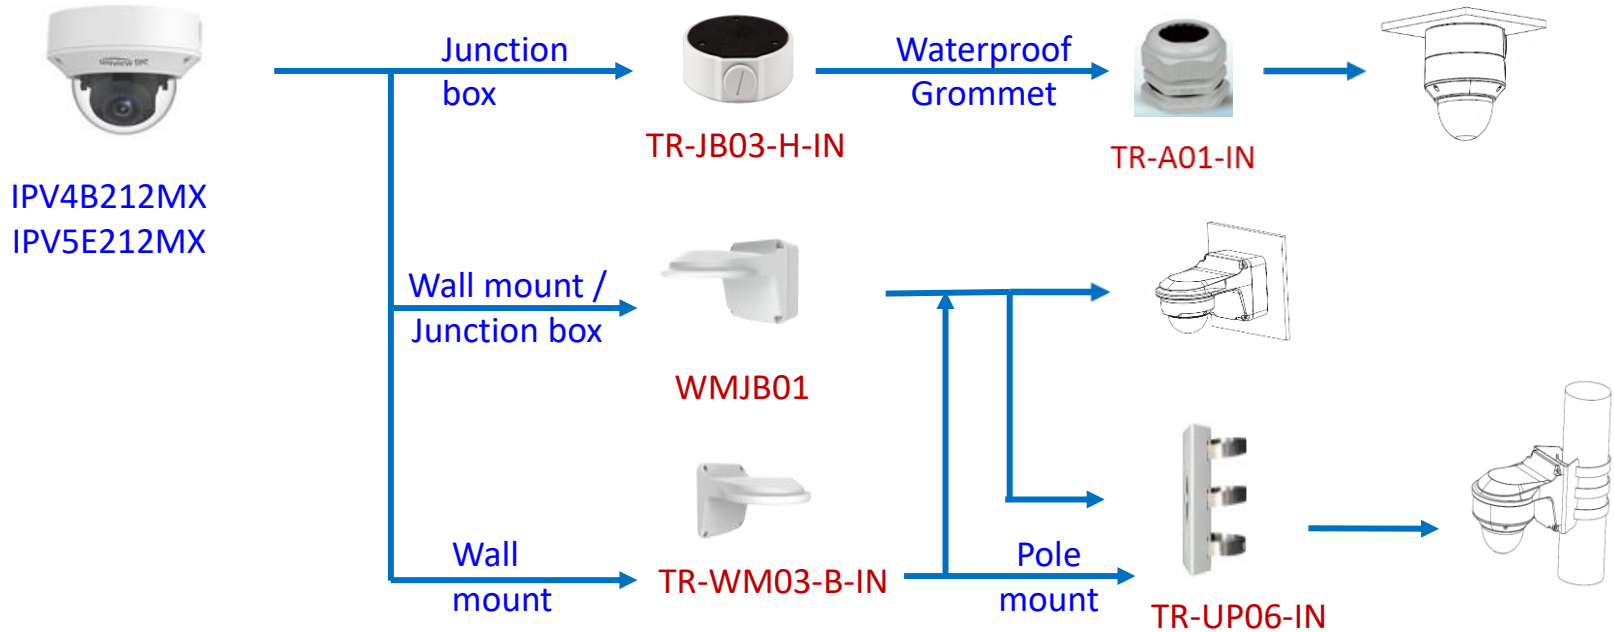 Junction
box
Waterproof
Grommet
TR-JB03-H-IN
TR-A01-IN
IPV4B212MX
IPV5E212MX
Wall mount /
Junction box
WMJB01
Wall
mount
TR-WM03-B-IN
Pole
mount
TR-UP06-IN